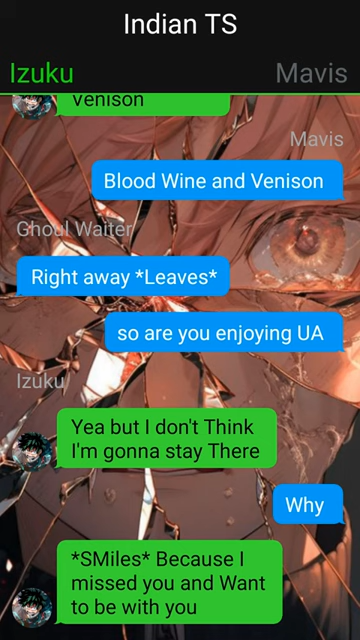 Indian TS
Izuku
Mavis
Venison
Mavis
Blood Wine and Venison
Ghoul Waiter
Right away *Leaves*
so are you enjoying UA
Izuku
Yea but I don't Think
I'm gonna stay There
Why
*SMiles* Because I
missed you and Want
to be with you